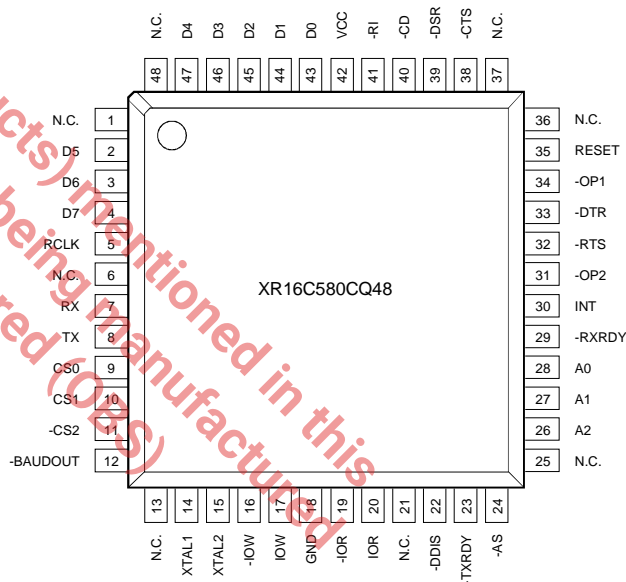 N.C. D4 D3 D2 D1 D0 VCC -RI -CD -DSR -CTS N.C.
48 47 46 45 44 43 42 41 40 39 38 37
N.C. 1
D5 2
D6 3
D7 4
RCLK 5
N.C. 6
RX 7
TX 8
CS0 9
CS1 10
-CS2 11
-BAUDOUT 12
XR16C580CQ48
36 N.C.
35 RESET
34 -OP1
33 -DTR
32 -RTS
31 -OP2
30 INT
29 -RXRDY
28 A0
27 A1
26 A2
25 N.C.
13 14 15 16 17 18 19 20 21 22 23 24
N.C. XTAL1 XTAL2 -IOW IOW GND -IOR IOR N.C. -DDIS -TXRDY -AS
ucts) mentioned in this
being manufactured
red (OBS)